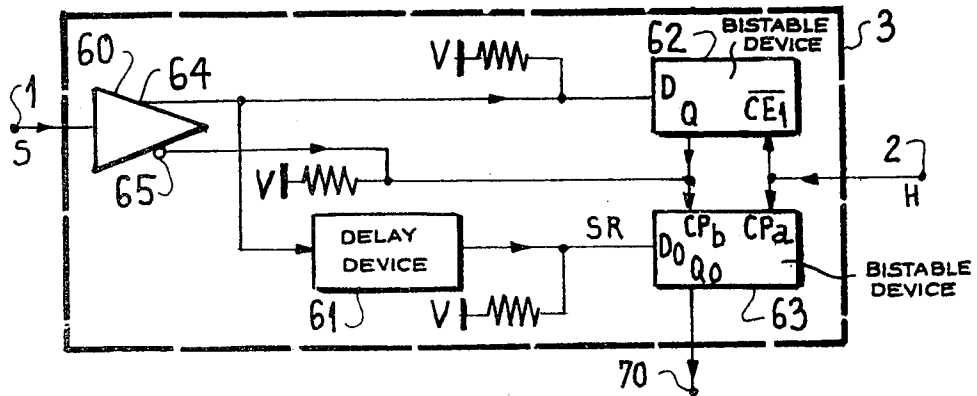 BISTABLE
DEVICE
62
3
60
64
V
1
S
D
Q
C̅E̅₁̅
2
H
65
V
DELAY
DEVICE
SR
CPb
CPa
D₀
Q₀
BISTABLE
DEVICE
61
V
63
70